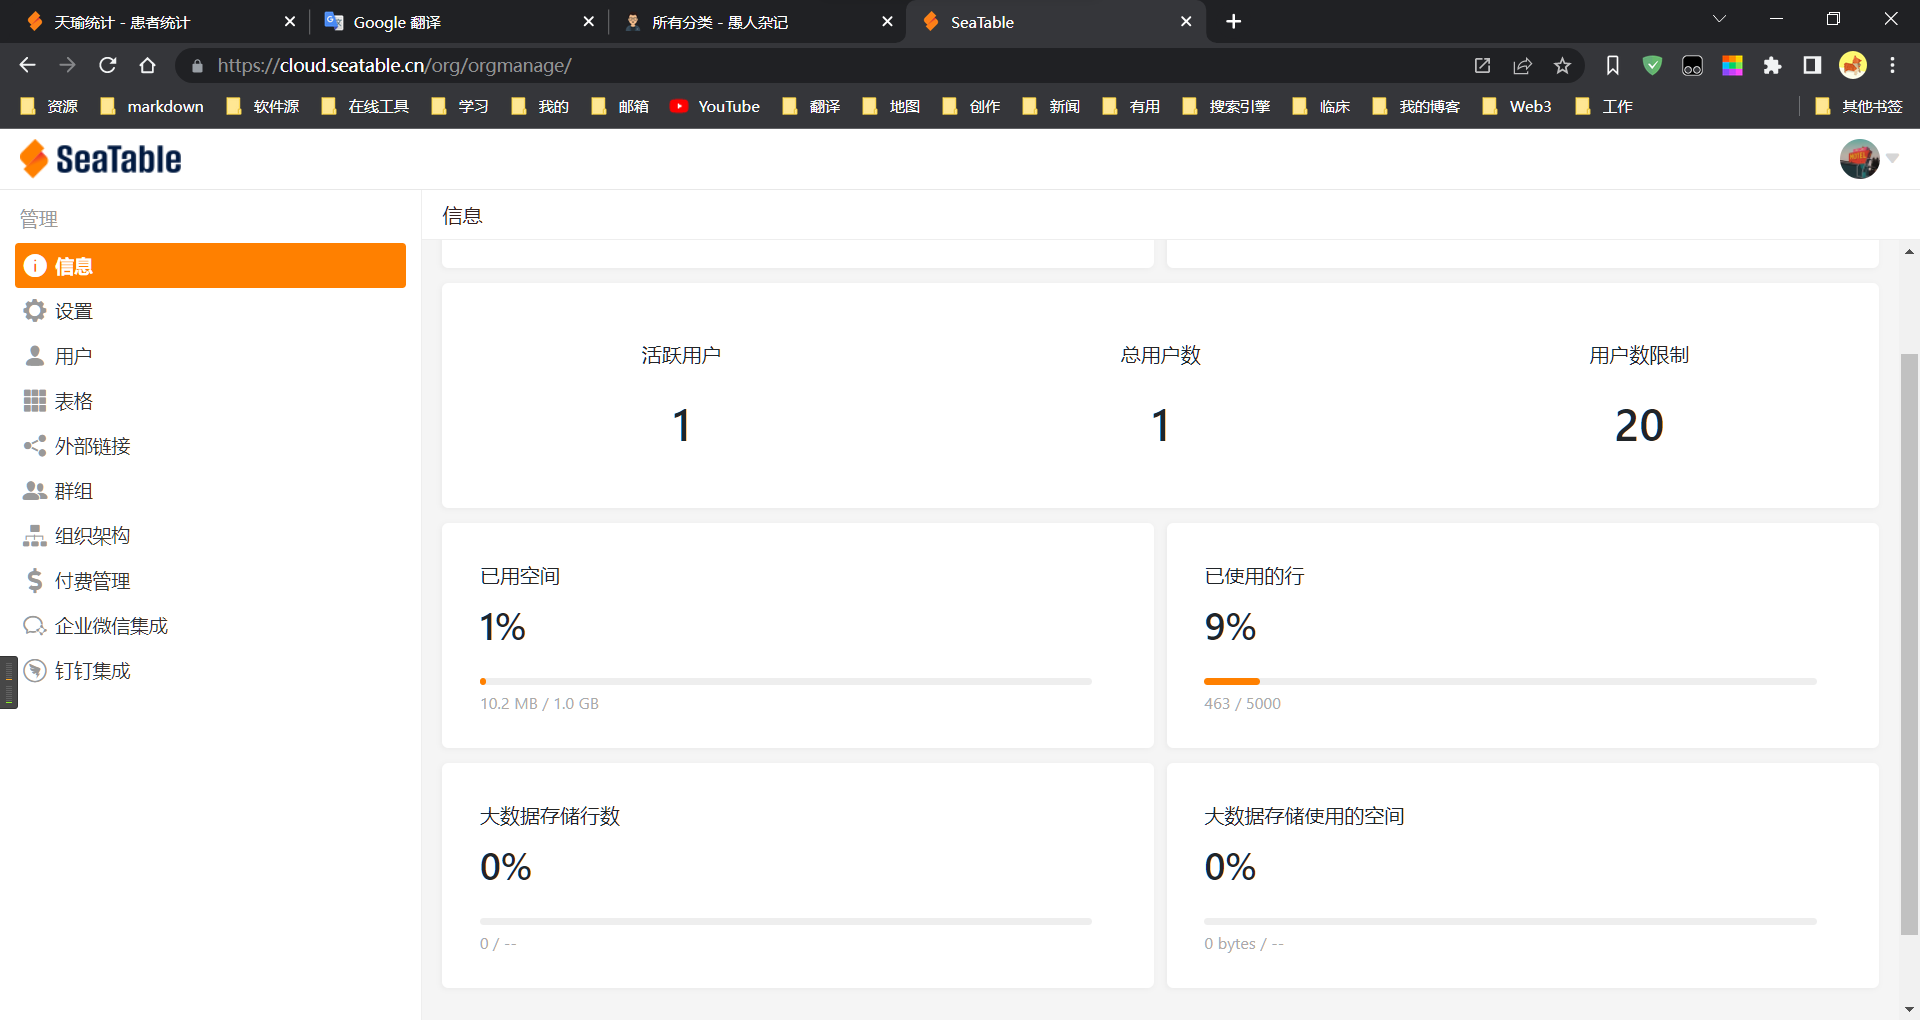 天瑜统计 - 患者统计
Google 翻译
所有分类 - 愚人杂记
SeaTable
https://cloud.seatable.cn/org/orgmanage/
资源 markdown 软件源 在线工具 学习 我的 邮箱 YouTube 翻译 地图 创作 新闻 有用 搜索引擎 临床 我的博客 Web3 工作 其他书签
SeaTable
管理
信息
设置
用户
表格
外部链接
群组
组织架构
付费管理
企业微信集成
钉钉集成
信息
活跃用户 总用户数 用户数限制
1 1 20
已用空间
1%
10.2 MB / 1.0 GB
已使用的行
9%
463 / 5000
大数据存储行数
0%
0 / --
大数据存储使用的空间
0%
0 bytes / --